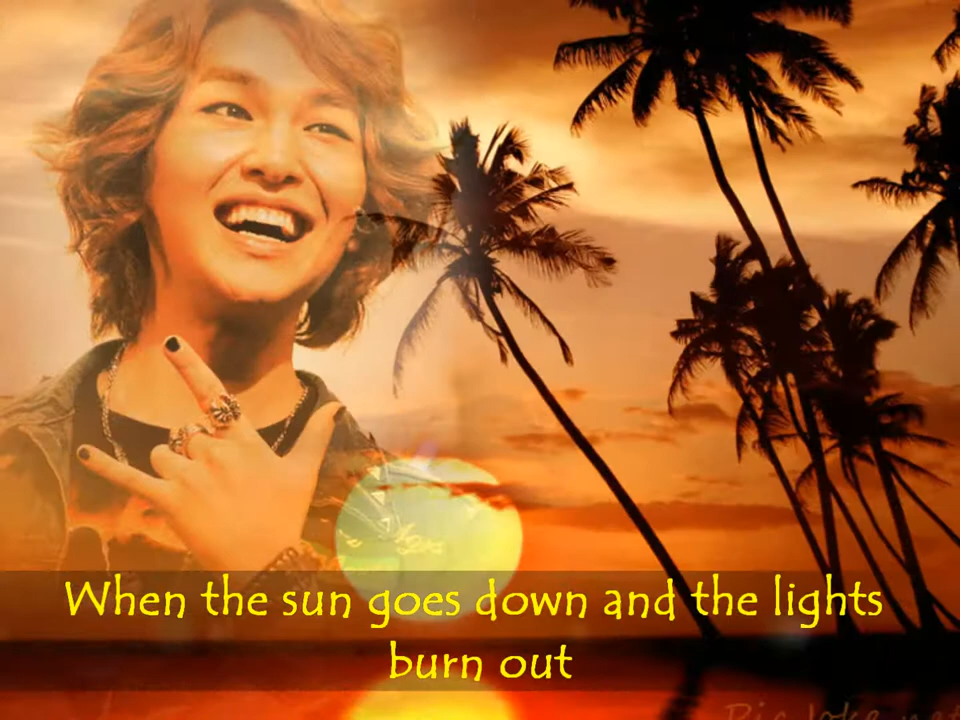 When the sun goes down and the lights
burn out